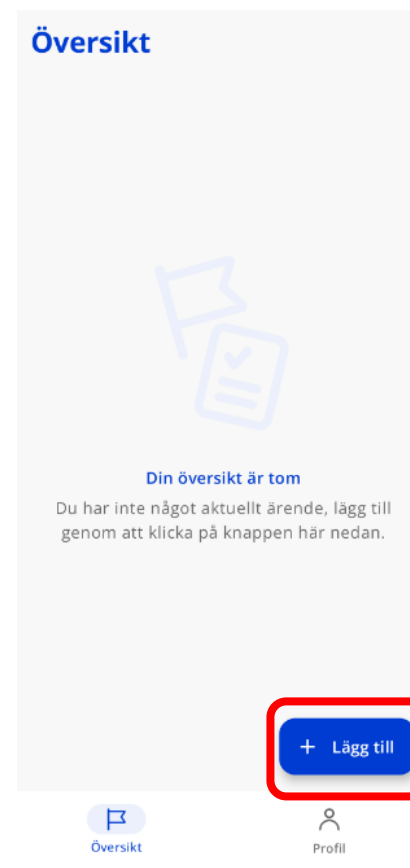 Översikt
Din översikt är tom
Du har inte något aktuellt ärende, lägg till
genom att klicka på knappen här nedan.
+ Lägg till
Översikt
Profil